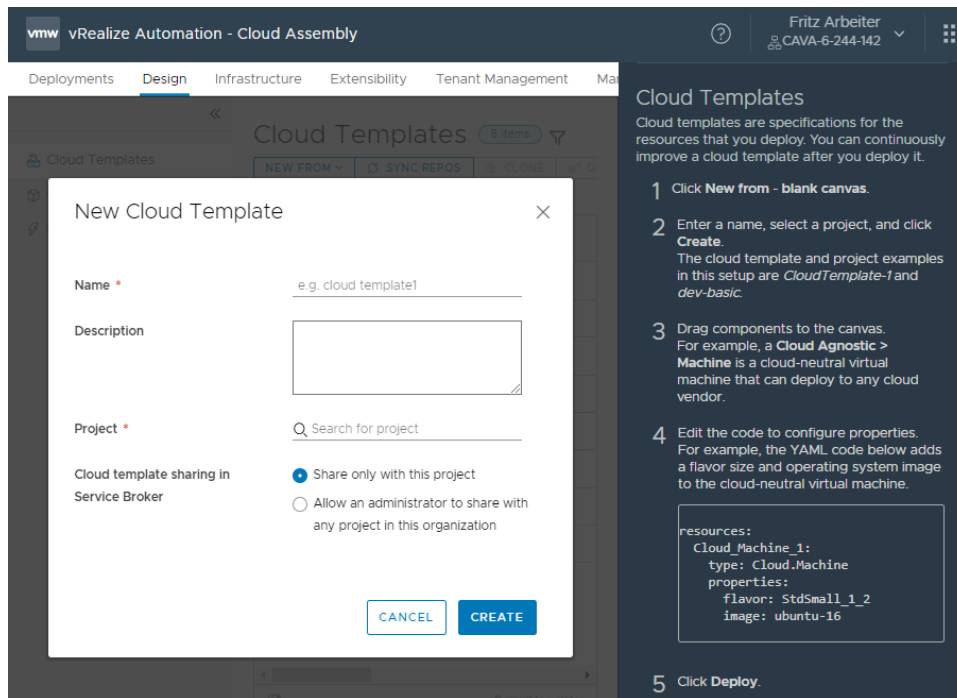 vmw vRealize Automation - Cloud Assembly
Fritz Arbeiter
CAVA-6-244-142
Deployments Design Infrastructure Extensibility Tenant Management Mar
Cloud Templates 6 items
Cloud Templates
NEW FROM SYNC REPOS CLONE D
New Cloud Template
Name *
e.g. cloud template1
Description
Project *
Search for project
Cloud template sharing in
Service Broker
Share only with this project
Allow an administrator to share with
any project in this organization
CANCEL CREATE
Cloud Templates
Cloud templates are specifications for the
resources that you deploy. You can continuously
improve a cloud template after you deploy it.
1 Click New from - blank canvas.
2 Enter a name, select a project, and click
Create.
The cloud template and project examples
in this setup are CloudTemplate-1 and
dev-basic.
3 Drag components to the canvas.
For example, a Cloud Agnostic >
Machine is a cloud-neutral virtual
machine that can deploy to any cloud
vendor.
4 Edit the code to configure properties.
For example, the YAML code below adds
a flavor size and operating system image
to the cloud-neutral virtual machine.
resources:
  Cloud_Machine_1:
    type: Cloud.Machine
    properties:
      flavor: StdSmall_1_2
      image: ubuntu-16
5 Click Deploy.